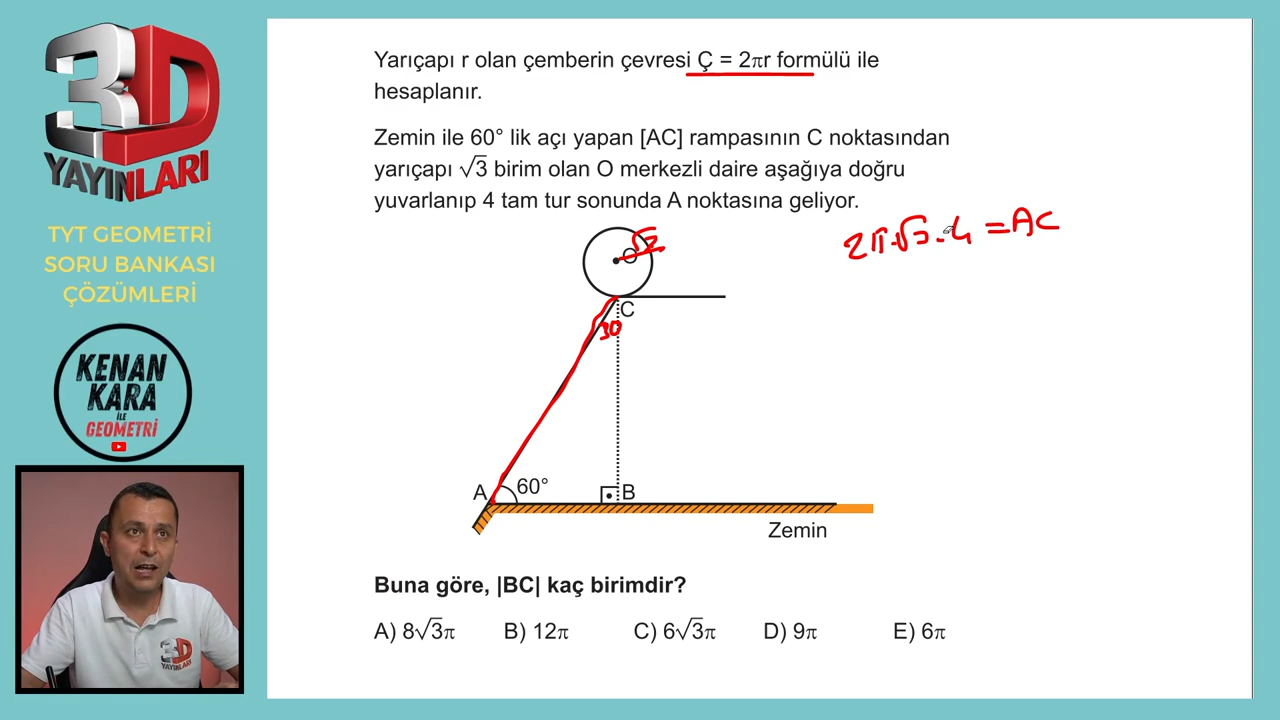 3D
YAYINLARI
TYT GEOMETRİ
SORU BANKASI
ÇÖZÜMLERİ
KENAN
KARA
İLE
GEOMETRİ
3D
YAYINLARI
Yarıçapı r olan çemberin çevresi Ç = 2πr formülü ile
hesaplanır.
Zemin ile 60° lik açı yapan [AC] rampasının C noktasından
yarıçapı √3 birim olan O merkezli daire aşağıya doğru
yuvarlanıp 4 tam tur sonunda A noktasına geliyor.
2π.√3.4 = AC
√3
O
C
30
A
60°
B
Zemin
Buna göre, |BC| kaç birimdir?
A) 8√3π B) 12π C) 6√3π D) 9π E) 6π